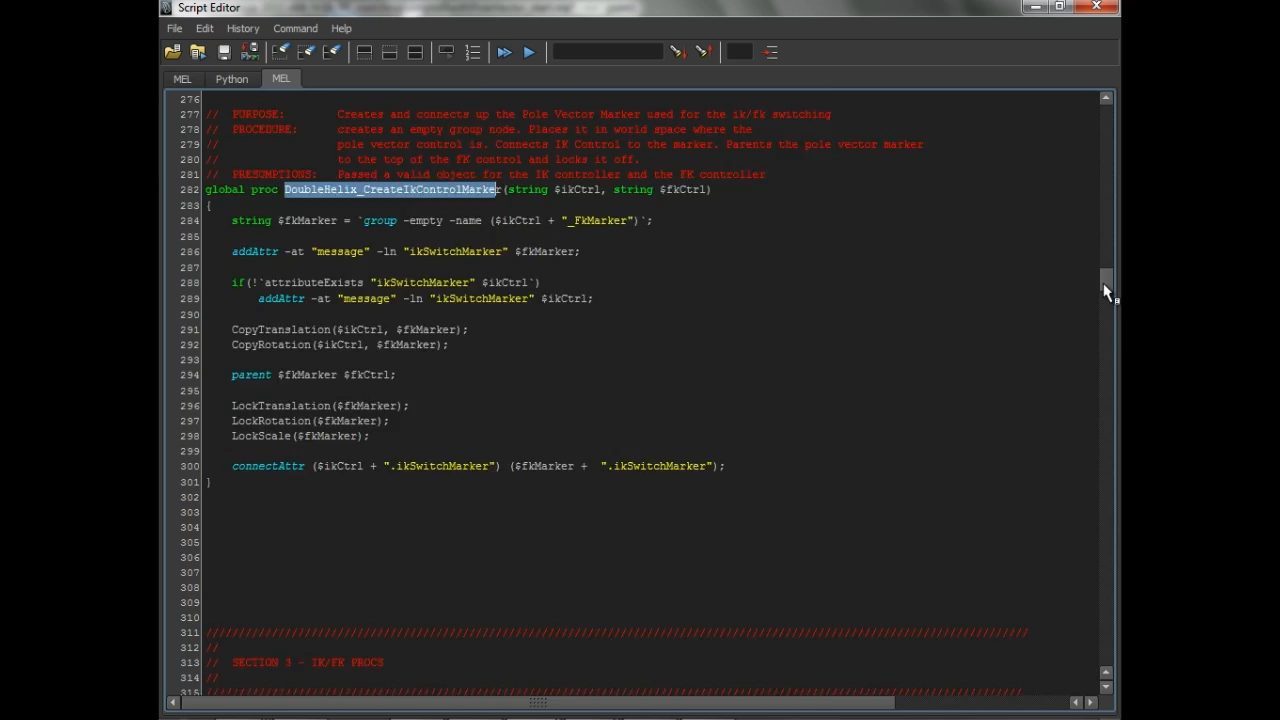 Script Editor
File Edit History Command Help
MEL Python MEL
276
277 // PURPOSE: Creates and connects up the Pole Vector Marker used for the ik/fk switching
278 // PROCEDURE: creates an empty group node. Places it in world space where the
279 // pole vector control is. Connects IK Control to the marker. Parents the pole vector marker
280 // to the top of the FK control and locks it off.
281 // PRESUMPTIONS: Passed a valid object for the IK controller and the FK controller
282 global proc DoubleHelix_CreateIkControlMarker(string $ikCtrl, string $fkCtrl)
283 {
284 string $fkMarker = `group -empty -name ($ikCtrl + "_FkMarker")`;
285
286 addAttr -at "message" -ln "ikSwitchMarker" $fkMarker;
287
288 if(!`attributeExists "ikSwitchMarker" $ikCtrl`)
289 addAttr -at "message" -ln "ikSwitchMarker" $ikCtrl;
290
291 CopyTranslation($ikCtrl, $fkMarker);
292 CopyRotation($ikCtrl, $fkMarker);
293
294 parent $fkMarker $fkCtrl;
295
296 LockTranslation($fkMarker);
297 LockRotation($fkMarker);
298 LockScale($fkMarker);
299
300 connectAttr ($ikCtrl + ".ikSwitchMarker") ($fkMarker + ".ikSwitchMarker");
301 }
302
303
304
305
306
307
308
309
310
311 ////////////////////////////////////////////////////////////////////////////////////////////////////////////////////////////
312 //
313 // SECTION 3 - IK/FK PROCS
314 //
315 ///////////////////////////////////////////////////////////////////////////////////////////////////////////////////////////